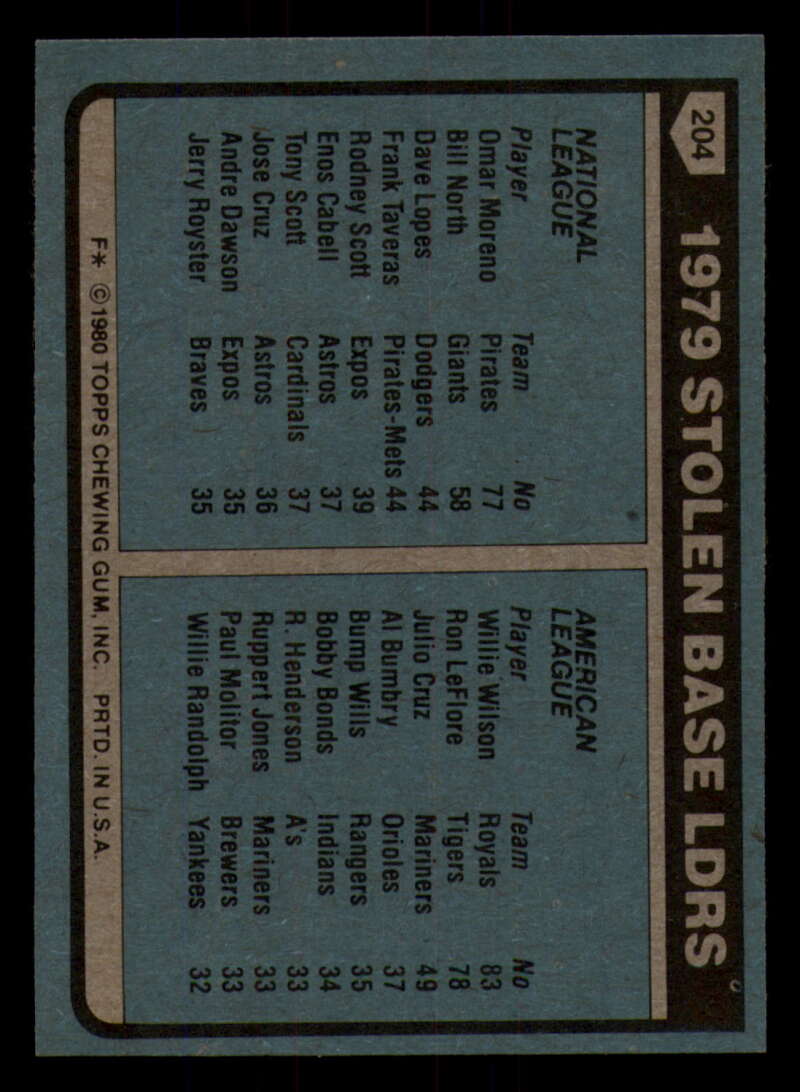 204
1979 STOLEN BASE LDRS
NATIONAL
LEAGUE
Player Team No
Omar Moreno Pirates 77
Bill North Giants 58
Dave Lopes Dodgers 44
Frank Taveras Pirates-Mets 44
Rodney Scott Expos 39
Enos Cabell Astros 37
Tony Scott Cardinals 37
Jose Cruz Astros 36
Andre Dawson Expos 35
Jerry Royster Braves 35
AMERICAN
LEAGUE
Player Team No
Willie Wilson Royals 83
Ron LeFlore Tigers 78
Julio Cruz Mariners 49
Al Bumbry Orioles 37
Bump Wills Rangers 35
Bobby Bonds Indians 34
R. Henderson A's 33
Ruppert Jones Mariners 33
Paul Molitor Brewers 33
Willie Randolph Yankees 32
F* © 1980 TOPPS CHEWING GUM, INC. PRTD. IN U.S.A.